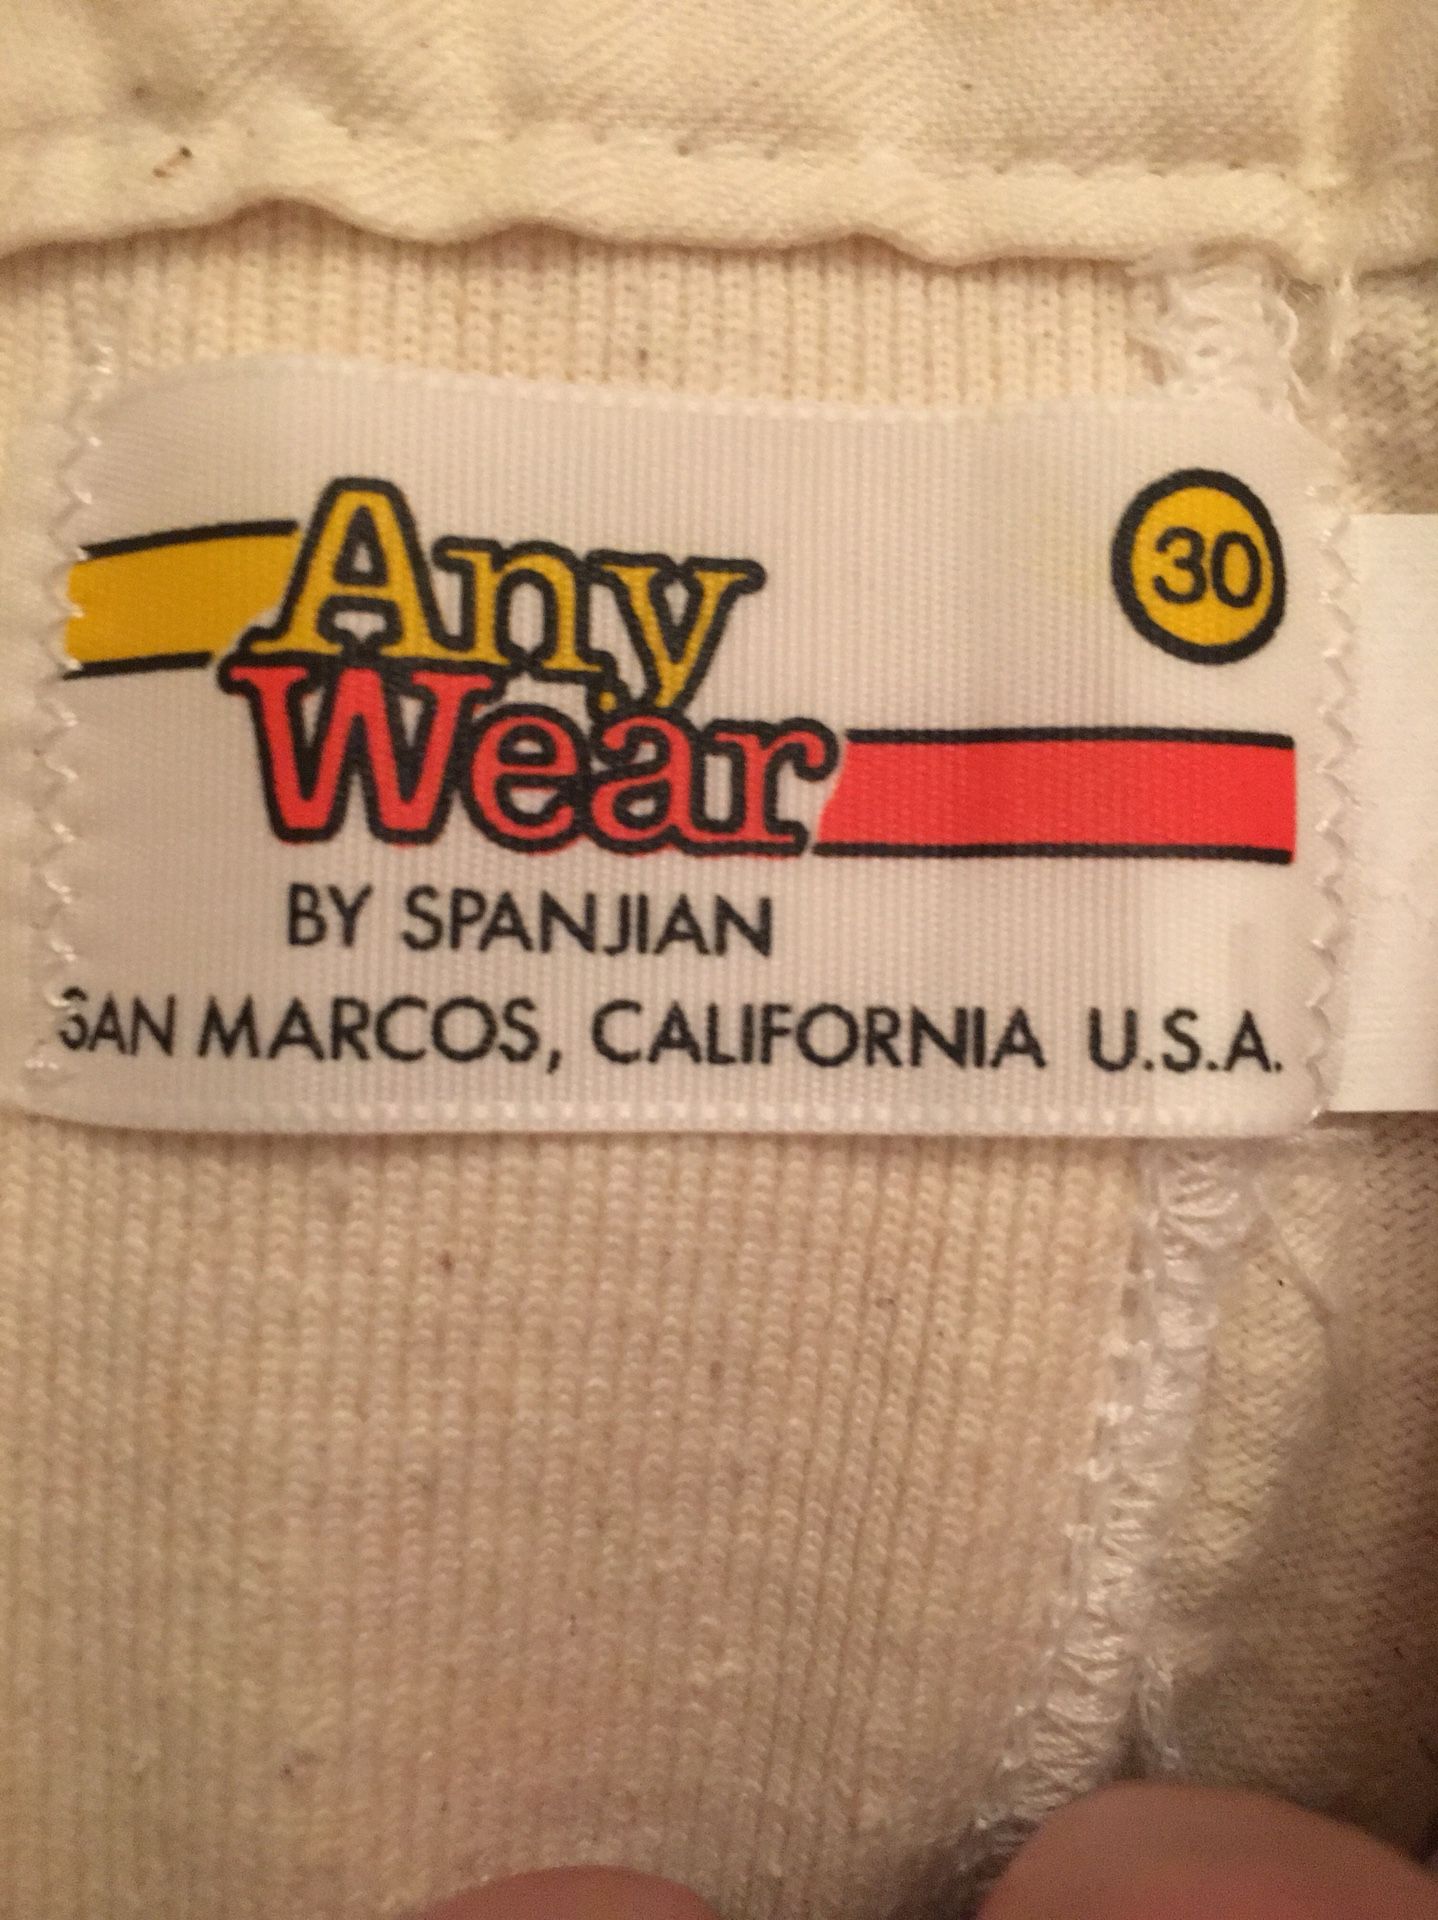 Any
30
Wear
BY SPANJIAN
SAN MARCOS, CALIFORNIA U.S.A.